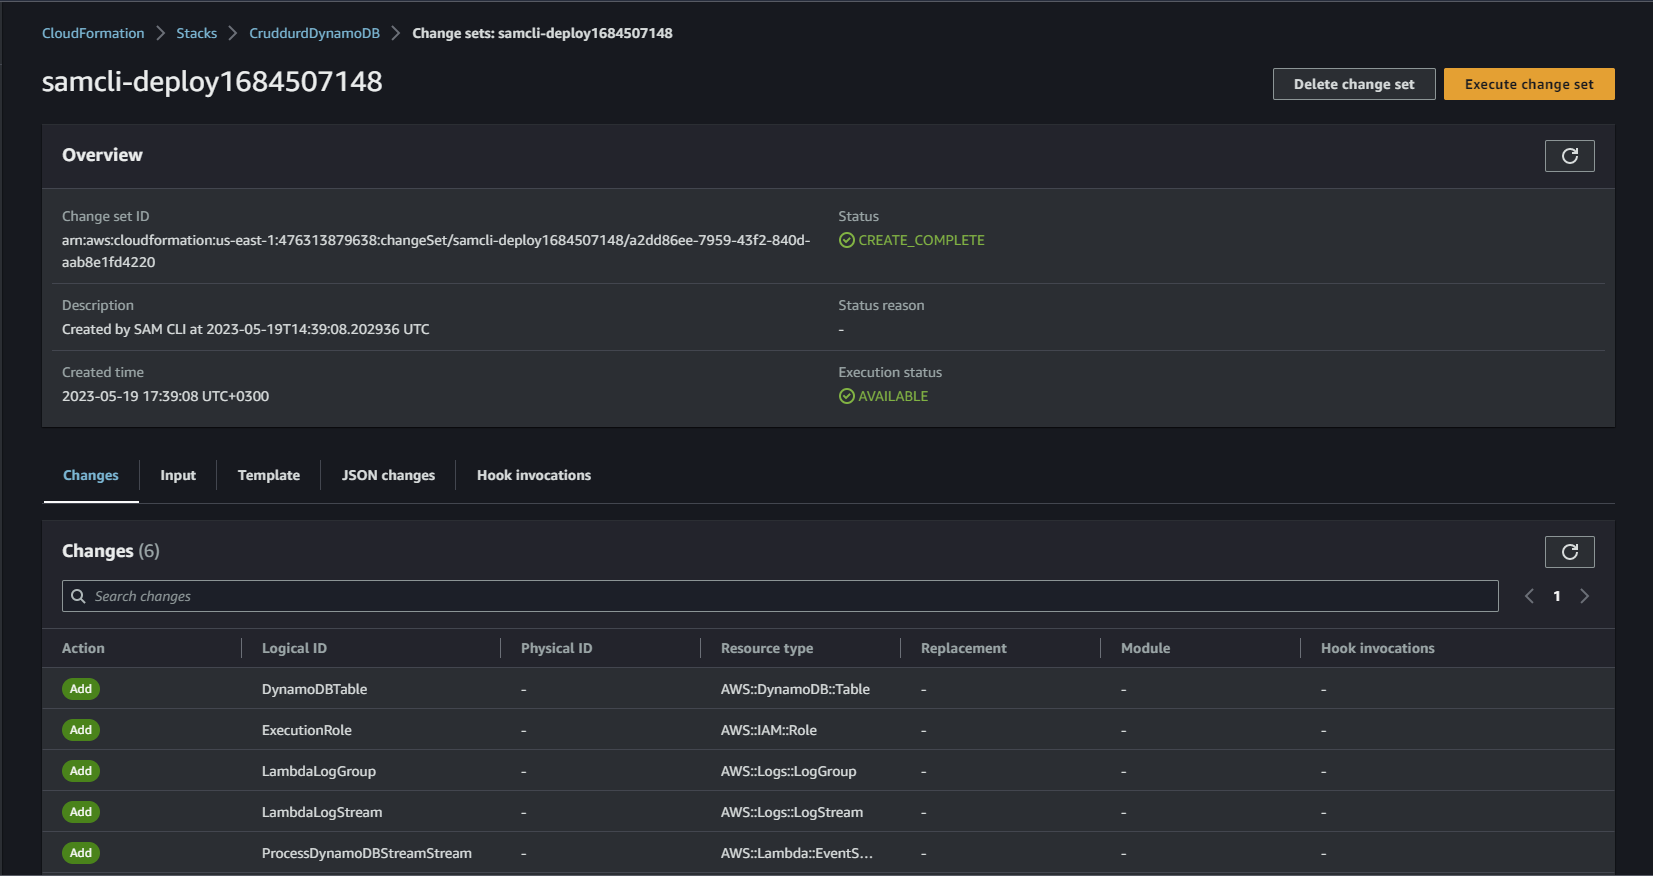 CloudFormation > Stacks > CruddurdDynamoDB > Change sets: samcli-deploy1684507148
samcli-deploy1684507148
Delete change set Execute change set
Overview
Change set ID
arn:aws:cloudformation:us-east-1:476313879638:changeSet/samcli-deploy1684507148/a2dd86ee-7959-43f2-840d-
aab8e1fd4220
Status
CREATE_COMPLETE
Description
Created by SAM CLI at 2023-05-19T14:39:08.202936 UTC
Status reason
-
Created time
2023-05-19 17:39:08 UTC+0300
Execution status
AVAILABLE
Changes Input Template JSON changes Hook invocations
Changes (6)
Search changes
< 1 >
Action Logical ID Physical ID Resource type Replacement Module Hook invocations
Add DynamoDBTable - AWS::DynamoDB::Table - - -
Add ExecutionRole - AWS::IAM::Role - - -
Add LambdaLogGroup - AWS::Logs::LogGroup - - -
Add LambdaLogStream - AWS::Logs::LogStream - - -
Add ProcessDynamoDBStreamStream - AWS::Lambda::EventS... - - -